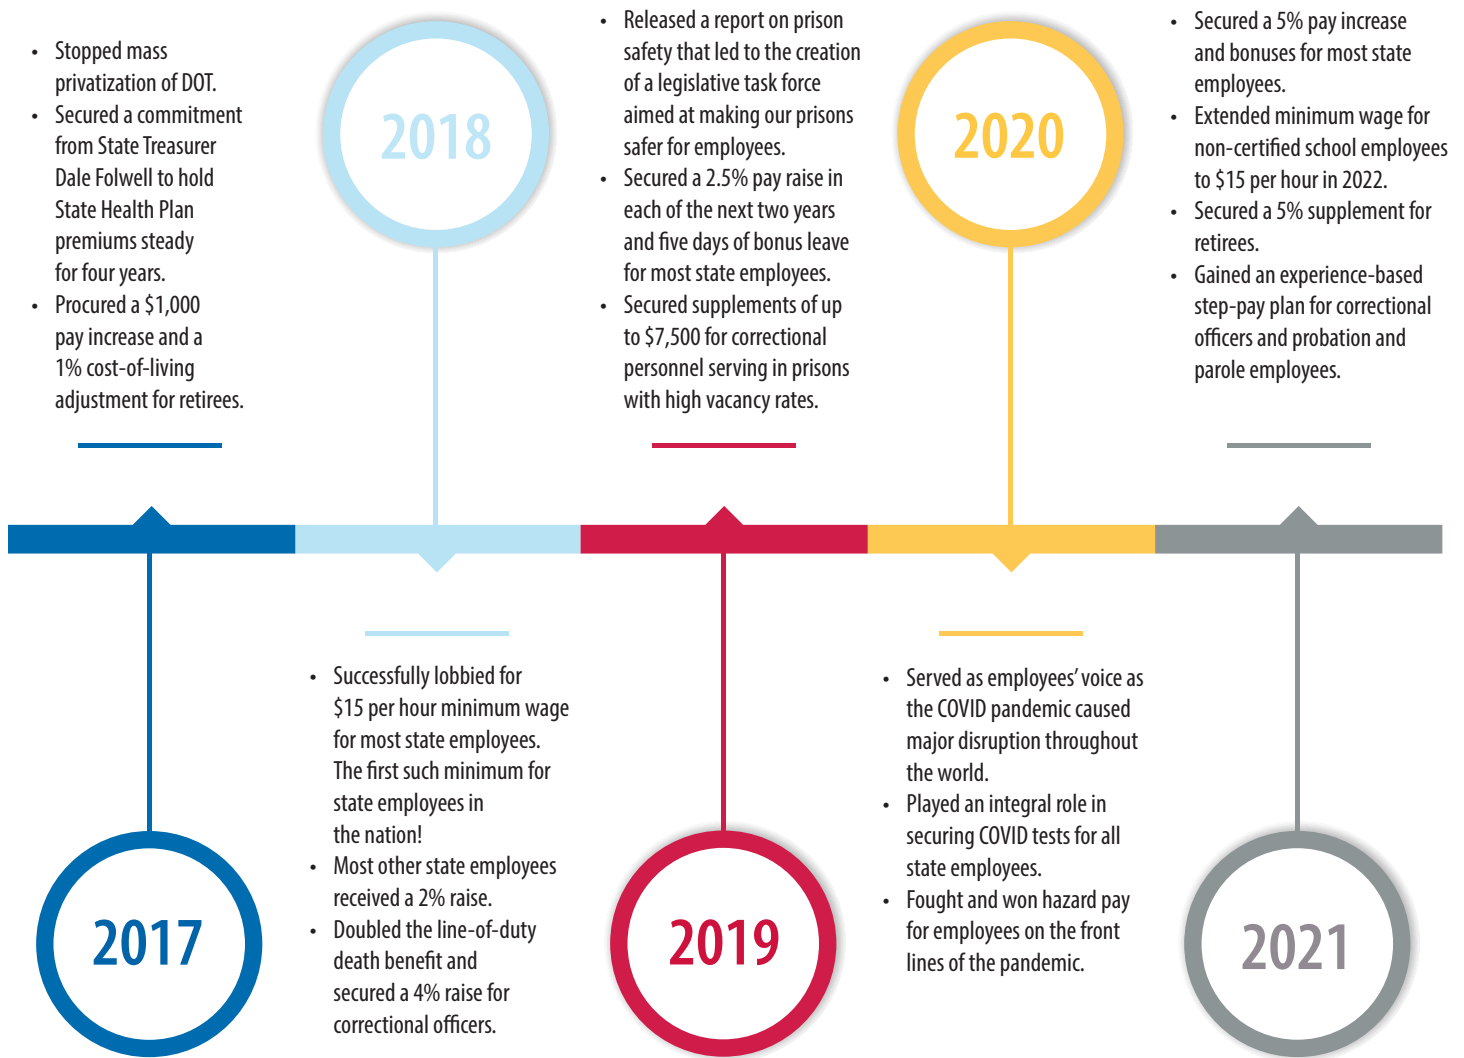 • Stopped mass
privatization of DOT.
• Secured a commitment
from State Treasurer
Dale Folwell to hold
State Health Plan
premiums steady
for four years.
• Procured a $1,000
pay increase and a
1% cost-of-living
adjustment for retirees.
2017
2018
• Successfully lobbied for
$15 per hour minimum wage
for most state employees.
The first such minimum for
state employees in
the nation!
• Most other state employees
received a 2% raise.
• Doubled the line-of-duty
death benefit and
secured a 4% raise for
correctional officers.
• Released a report on prison
safety that led to the creation
of a legislative task force
aimed at making our prisons
safer for employees.
• Secured a 2.5% pay raise in
each of the next two years
and five days of bonus leave
for most state employees.
• Secured supplements of up
to $7,500 for correctional
personnel serving in prisons
with high vacancy rates.
2019
2020
• Served as employees’ voice as
the COVID pandemic caused
major disruption throughout
the world.
• Played an integral role in
securing COVID tests for all
state employees.
• Fought and won hazard pay
for employees on the front
lines of the pandemic.
• Secured a 5% pay increase
and bonuses for most state
employees.
• Extended minimum wage for
non-certified school employees
to $15 per hour in 2022.
• Secured a 5% supplement for
retirees.
• Gained an experience-based
step-pay plan for correctional
officers and probation and
parole employees.
2021